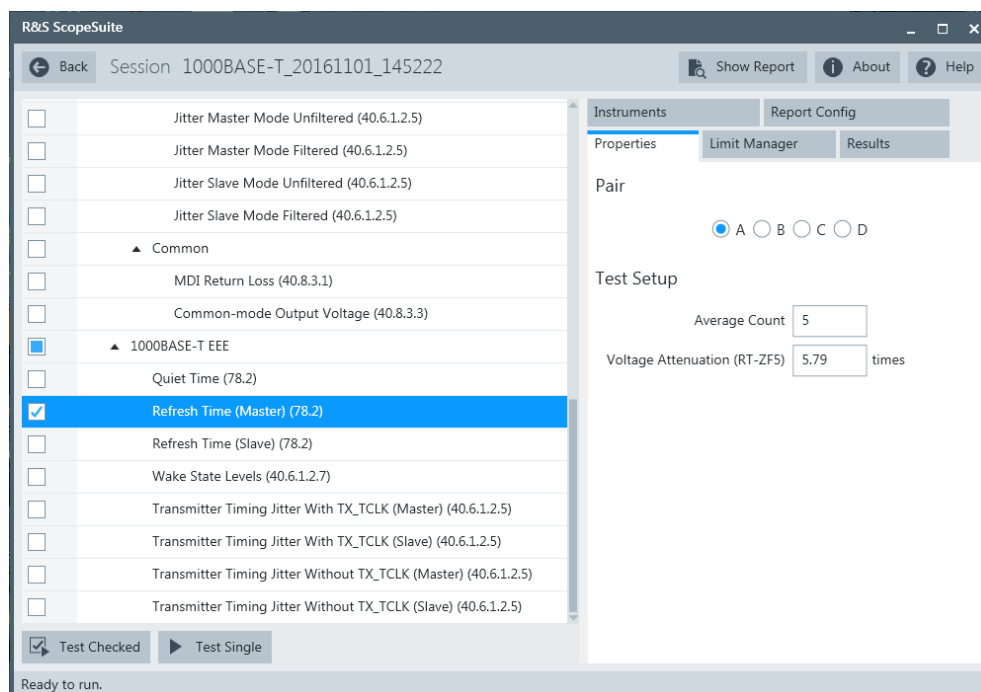 R&S ScopeSuite
Back Session 1000BASE-T_20161101_145222 Show Report About Help
Jitter Master Mode Unfiltered (40.6.1.2.5)
Jitter Master Mode Filtered (40.6.1.2.5)
Jitter Slave Mode Unfiltered (40.6.1.2.5)
Jitter Slave Mode Filtered (40.6.1.2.5)
Common
MDI Return Loss (40.8.3.1)
Common-mode Output Voltage (40.8.3.3)
1000BASE-T EEE
Quiet Time (78.2)
Refresh Time (Master) (78.2)
Refresh Time (Slave) (78.2)
Wake State Levels (40.6.1.2.7)
Transmitter Timing Jitter With TX_TCLK (Master) (40.6.1.2.5)
Transmitter Timing Jitter With TX_TCLK (Slave) (40.6.1.2.5)
Transmitter Timing Jitter Without TX_TCLK (Master) (40.6.1.2.5)
Transmitter Timing Jitter Without TX_TCLK (Slave) (40.6.1.2.5)
Test Checked Test Single
Instruments Report Config
Properties Limit Manager Results
Pair
A B C D
Test Setup
Average Count 5
Voltage Attenuation (RT-ZF5) 5.79 times
Ready to run.